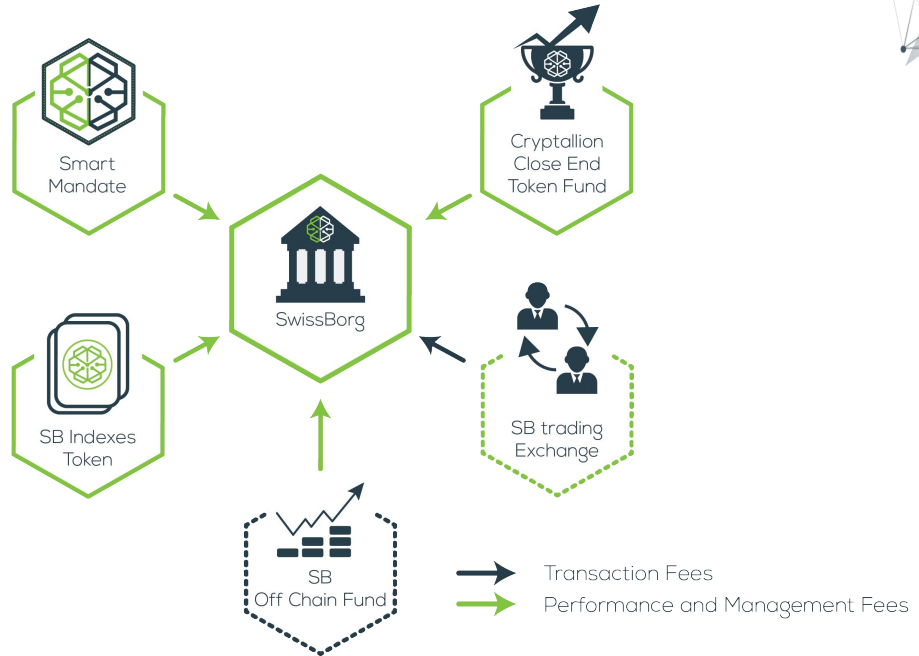 Smart
Mandate
Cryptallion
Close End
Token Fund
SwissBorg
SB Indexes
Token
SB trading
Exchange
SB
Off Chain Fund
Transaction Fees
Performance and Management Fees